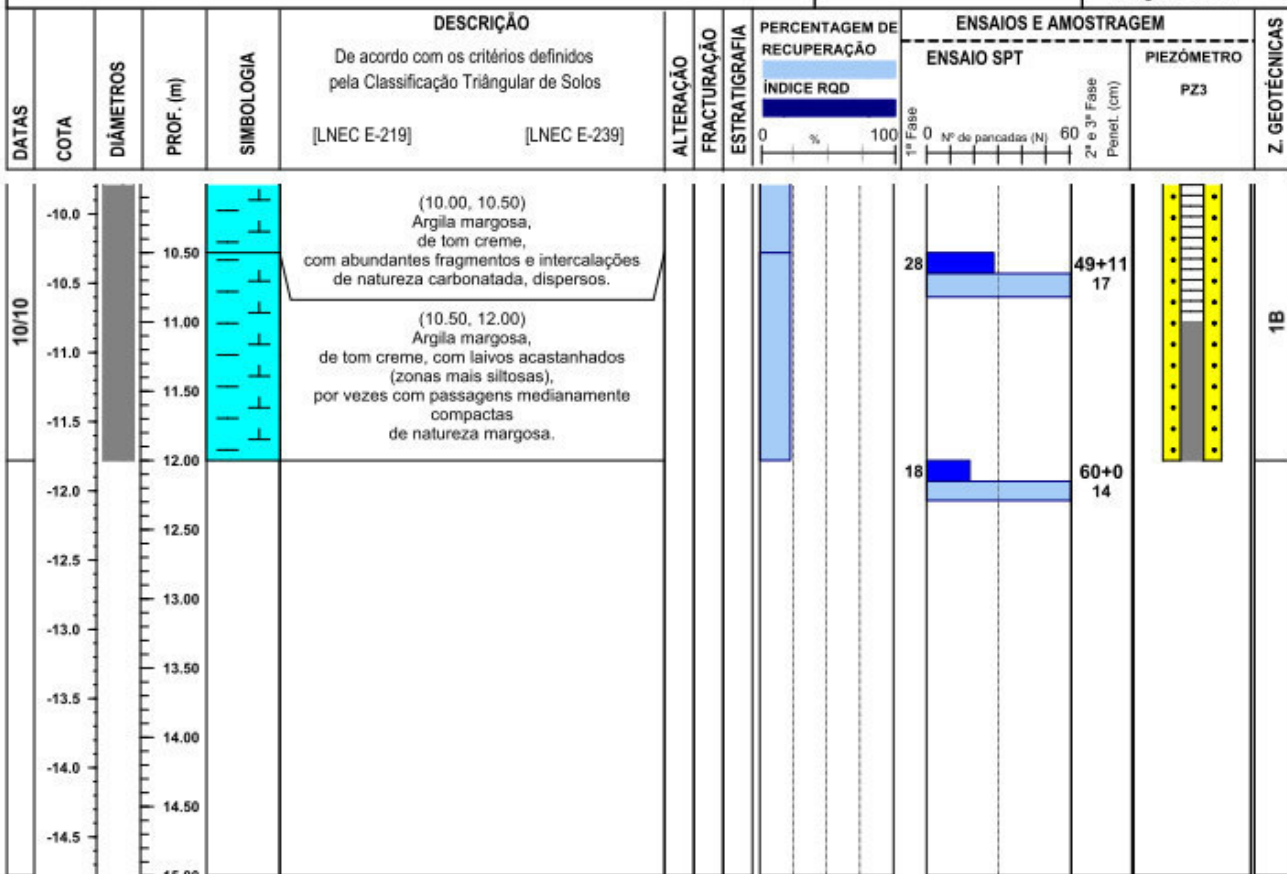 DATAS
COTA
DIÂMETROS
PROF. (m)
SIMBOLOGIA
DESCRIÇÃO
De acordo com os critérios definidos
pela Classificação Triângular de Solos
[LNEC E-219] [LNEC E-239]
ALTERAÇÃO
FRACTURAÇÃO
ESTRATIGRAFIA
PERCENTAGEM DE
RECUPERAÇÃO
ÍNDICE RQD
0 % 100
ENSAIOS E AMOSTRAGEM
ENSAIO SPT
1ª Fase
0 Nº de pancadas (N) 60
2ª e 3ª Fase
Penet. (cm)
PIEZÓMETRO
PZ3
Z. GEOTÉCNICAS
10/10
-10.0
-10.5
-11.0
-11.5
-12.0
-12.5
-13.0
-13.5
-14.0
-14.5
10.50
11.00
11.50
12.00
12.50
13.00
13.50
14.00
14.50
(10.00, 10.50)
Argila margosa,
de tom creme,
com abundantes fragmentos e intercalações
de natureza carbonatada, dispersos.
(10.50, 12.00)
Argila margosa,
de tom creme, com laivos acastanhados
(zonas mais siltosas),
por vezes com passagens medianamente
compactas
de natureza margosa.
28
49+11
17
18
60+0
14
1B